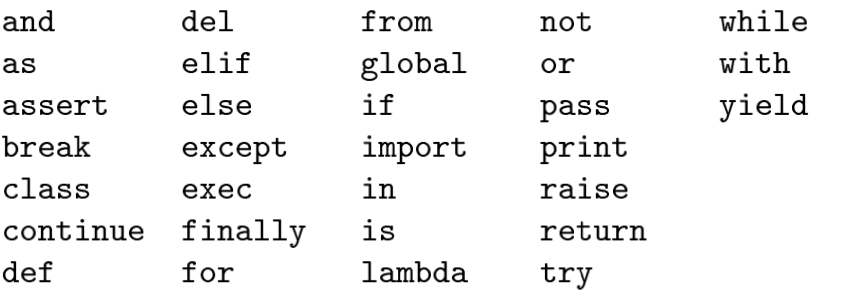 and del from not while
as elif global or with
assert else if pass yield
break except import print
class exec in raise
continue finally is return
def for lambda try